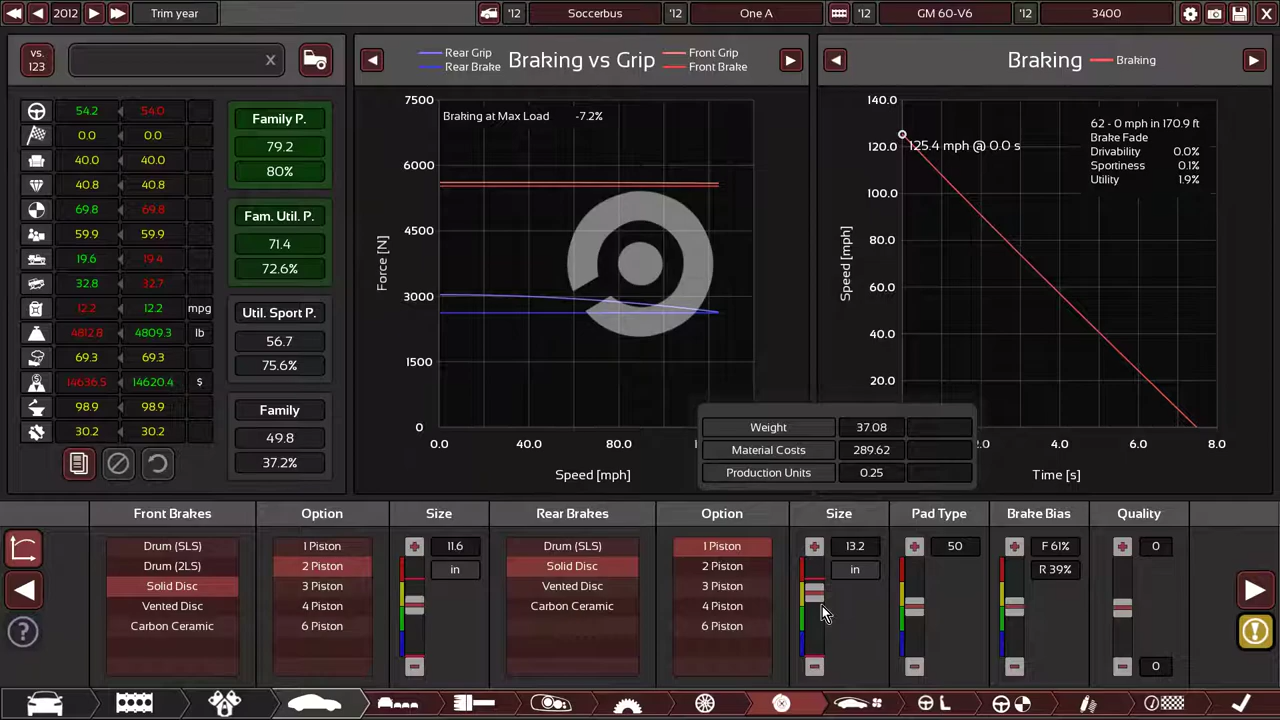 2012 Trim year '12 Soccerbus '12 One A '12 GM 60-V6 '12 3400
vs. 123 x
Rear Grip Front Grip
Rear Brake Front Brake
Braking vs Grip
Braking Braking
54.2 54.0
0.0 0.0
40.0 40.0
40.8 40.8
69.8 69.8
59.9 59.9
19.6 19.4
32.8 32.7
12.2 12.2 mpg
4812.8 4809.3 lb
69.3 69.3
14636.5 14620.4 $
98.9 98.9
30.2 30.2
Family P.
79.2
80%
Fam. Util. P.
71.4
72.6%
Util. Sport P.
56.7
75.6%
Family
49.8
37.2%
Braking at Max Load -7.2%
7500
6000
4500
3000
1500
0
Force [N]
0.0 40.0 80.0
Speed [mph]
140.0
120.0
100.0
80.0
60.0
40.0
20.0
Speed [mph]
125.4 mph @ 0.0 s
62 - 0 mph in 170.9 ft
Brake Fade
Drivability 0.0%
Sportiness 0.1%
Utility 1.9%
4.0 6.0 8.0
Time [s]
Weight 37.08
Material Costs 289.62
Production Units 0.25
Front Brakes Option Size Rear Brakes Option Size Pad Type Brake Bias Quality
Drum (SLS) 1 Piston 11.6 Drum (SLS) 1 Piston 13.2 50 F 61% 0
Drum (2LS) 2 Piston in Solid Disc 2 Piston in R 39%
Solid Disc 3 Piston Vented Disc 3 Piston
Vented Disc 4 Piston Carbon Ceramic 4 Piston
Carbon Ceramic 6 Piston 6 Piston
0